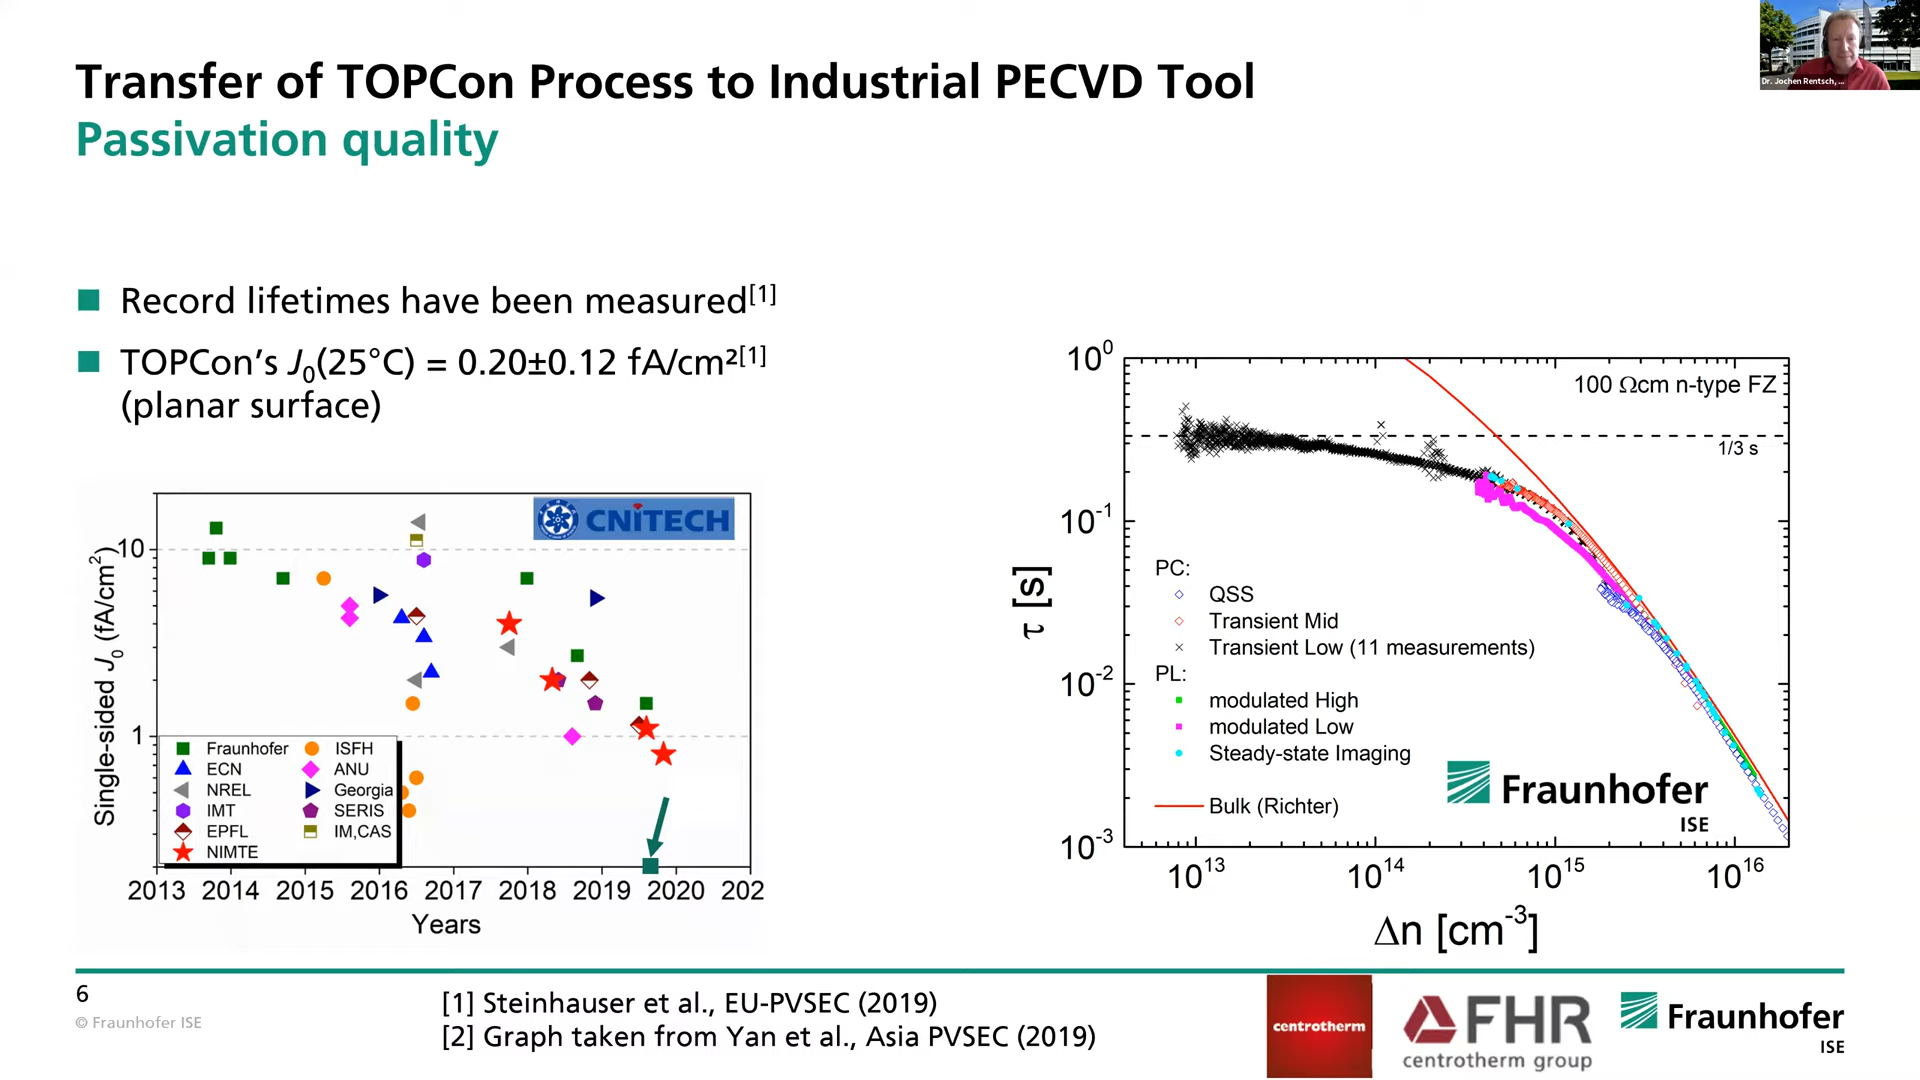 Dr. Jochen Rentsch, ...
Transfer of TOPCon Process to Industrial PECVD Tool
Passivation quality
Record lifetimes have been measured[1]
TOPCon’s J0(25°C) = 0.20±0.12 fA/cm²[1]
(planar surface)
CNITECH
Single-sided J0 (fA/cm2)
10
1
Fraunhofer
ISFH
ECN
ANU
NREL
Georgia
IMT
SERIS
EPFL
IM,CAS
NIMTE
2013 2014 2015 2016 2017 2018 2019 2020 202
Years
τ [s]
10^0
10^-1
10^-2
10^-3
100 Ωcm n-type FZ
1/3 s
PC:
QSS
Transient Mid
Transient Low (11 measurements)
PL:
modulated High
modulated Low
Steady-state Imaging
Bulk (Richter)
Fraunhofer
ISE
10^13 10^14 10^15 10^16
Δn [cm^-3]
6
© Fraunhofer ISE
[1] Steinhauser et al., EU-PVSEC (2019)
[2] Graph taken from Yan et al., Asia PVSEC (2019)
centrotherm
FHR
centrotherm group
Fraunhofer
ISE